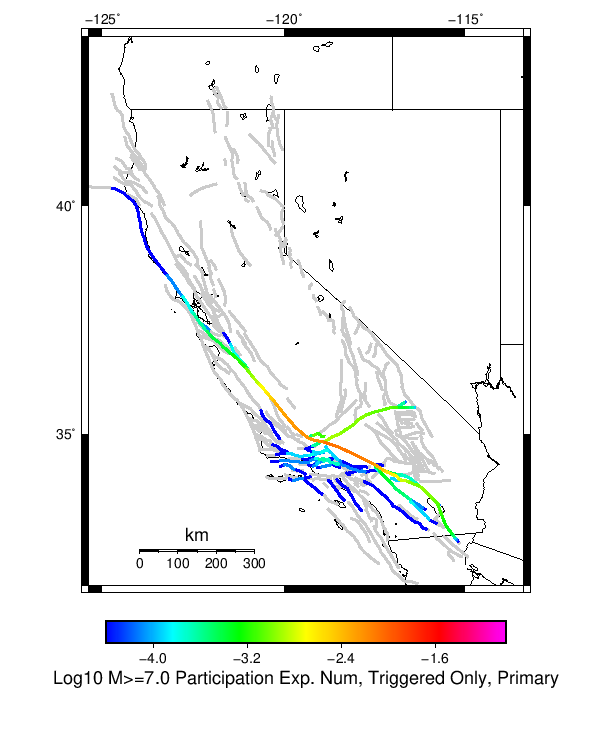 −125˚ −120˚ −115˚
40˚
35˚
km
0 100 200 300
−4.0 −3.2 −2.4 −1.6
Log10 M>=7.0 Participation Exp. Num, Triggered Only, Primary